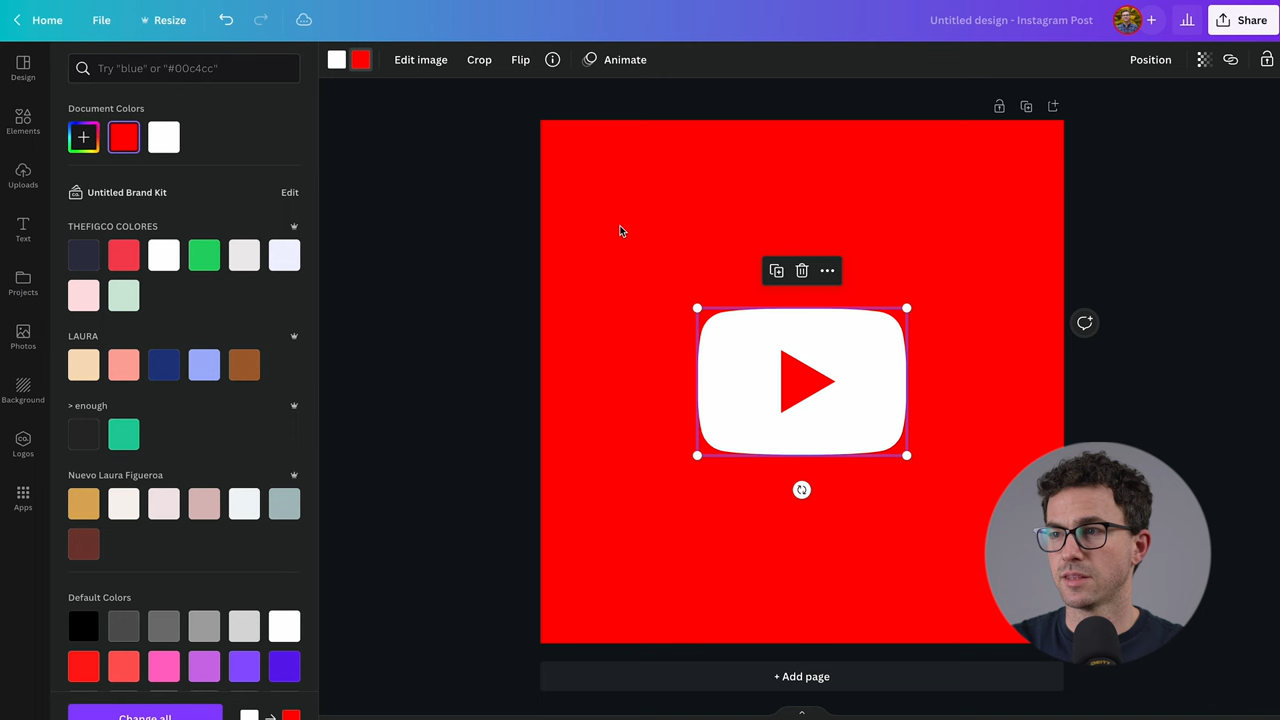 Home File Resize Untitled design - Instagram Post Share
Edit image Crop Flip Animate Position
Design
Elements
Uploads
Text
Projects
Photos
Background
Logos
Apps
Try "blue" or "#00c4cc"
Document Colors
Untitled Brand Kit Edit
THEFIGCO COLORES
LAURA
> enough
Nuevo Laura Figueroa
Default Colors
Change all
+ Add page